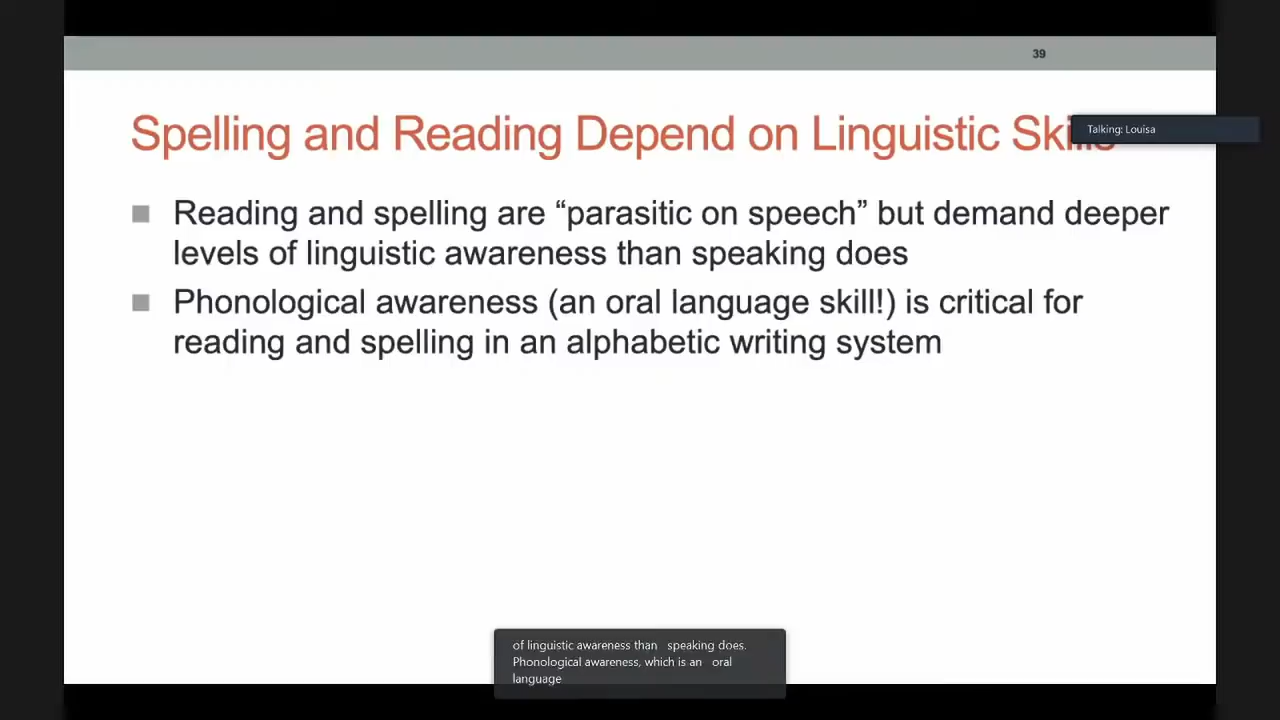 39
Spelling and Reading Depend on Linguistic Skills
Talking: Louisa
■ Reading and spelling are “parasitic on speech” but demand deeper
levels of linguistic awareness than speaking does
■ Phonological awareness (an oral language skill!) is critical for
reading and spelling in an alphabetic writing system
of linguistic awareness than speaking does.
Phonological awareness, which is an oral
language